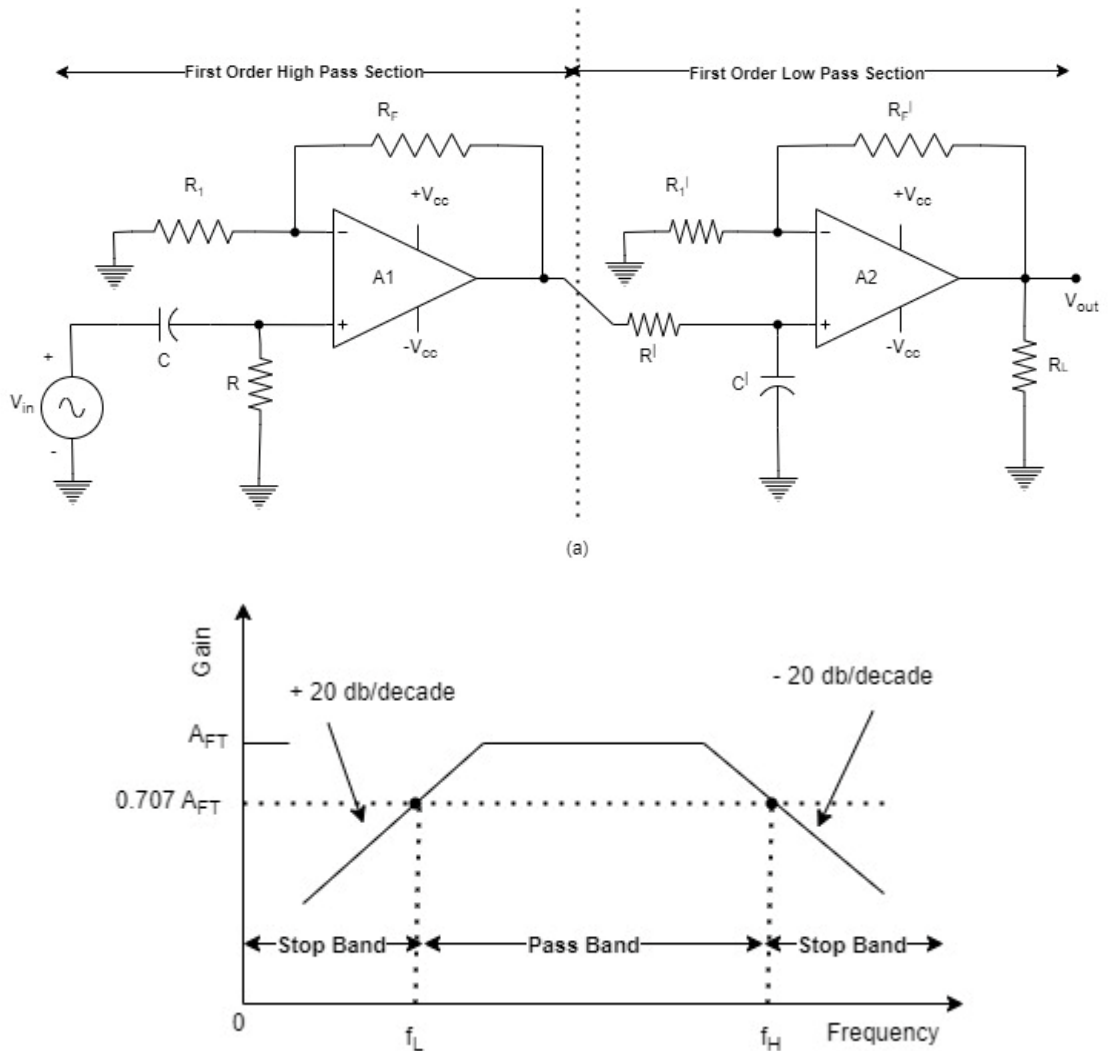 First Order High Pass Section
First Order Low Pass Section
R_F
R_F^|
R_1
+V_cc
R_1^|
+V_cc
-
-
A1
A2
V_out
+
+
C
R
-V_cc
R^|
C^|
-V_cc
R_L
+
V_in
-
(a)
Gain
+ 20 db/decade
- 20 db/decade
A_FT
0.707 A_FT
Stop Band
Pass Band
Stop Band
0
f_L
f_H
Frequency